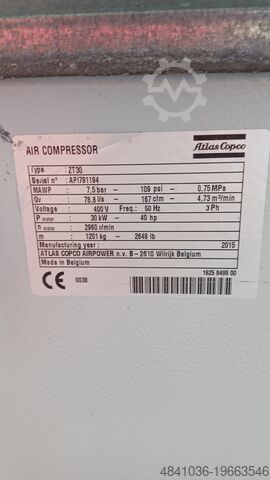 AIR COMPRESSOR
Atlas Copco
Type : ZT30
Serial n° : API791194
MAWP : 7,5 bar – 109 psi – 0,75 MPa
Qv : 78,8 l/s – 167 cfm – 4,73 m³/min
Voltage : 400 V Freq.: 50 Hz 3 Ph
P motor : 30 kW – 40 hp
n motor : 2960 r/min
m : 1201 kg – 2648 lb
Manufacturing year : 2015
ATLAS COPCO AIRPOWER n.v. B – 2610 Wilrijk Belgium
Made in Belgium
CE 0038
1625 8499 00
4841036-19663546